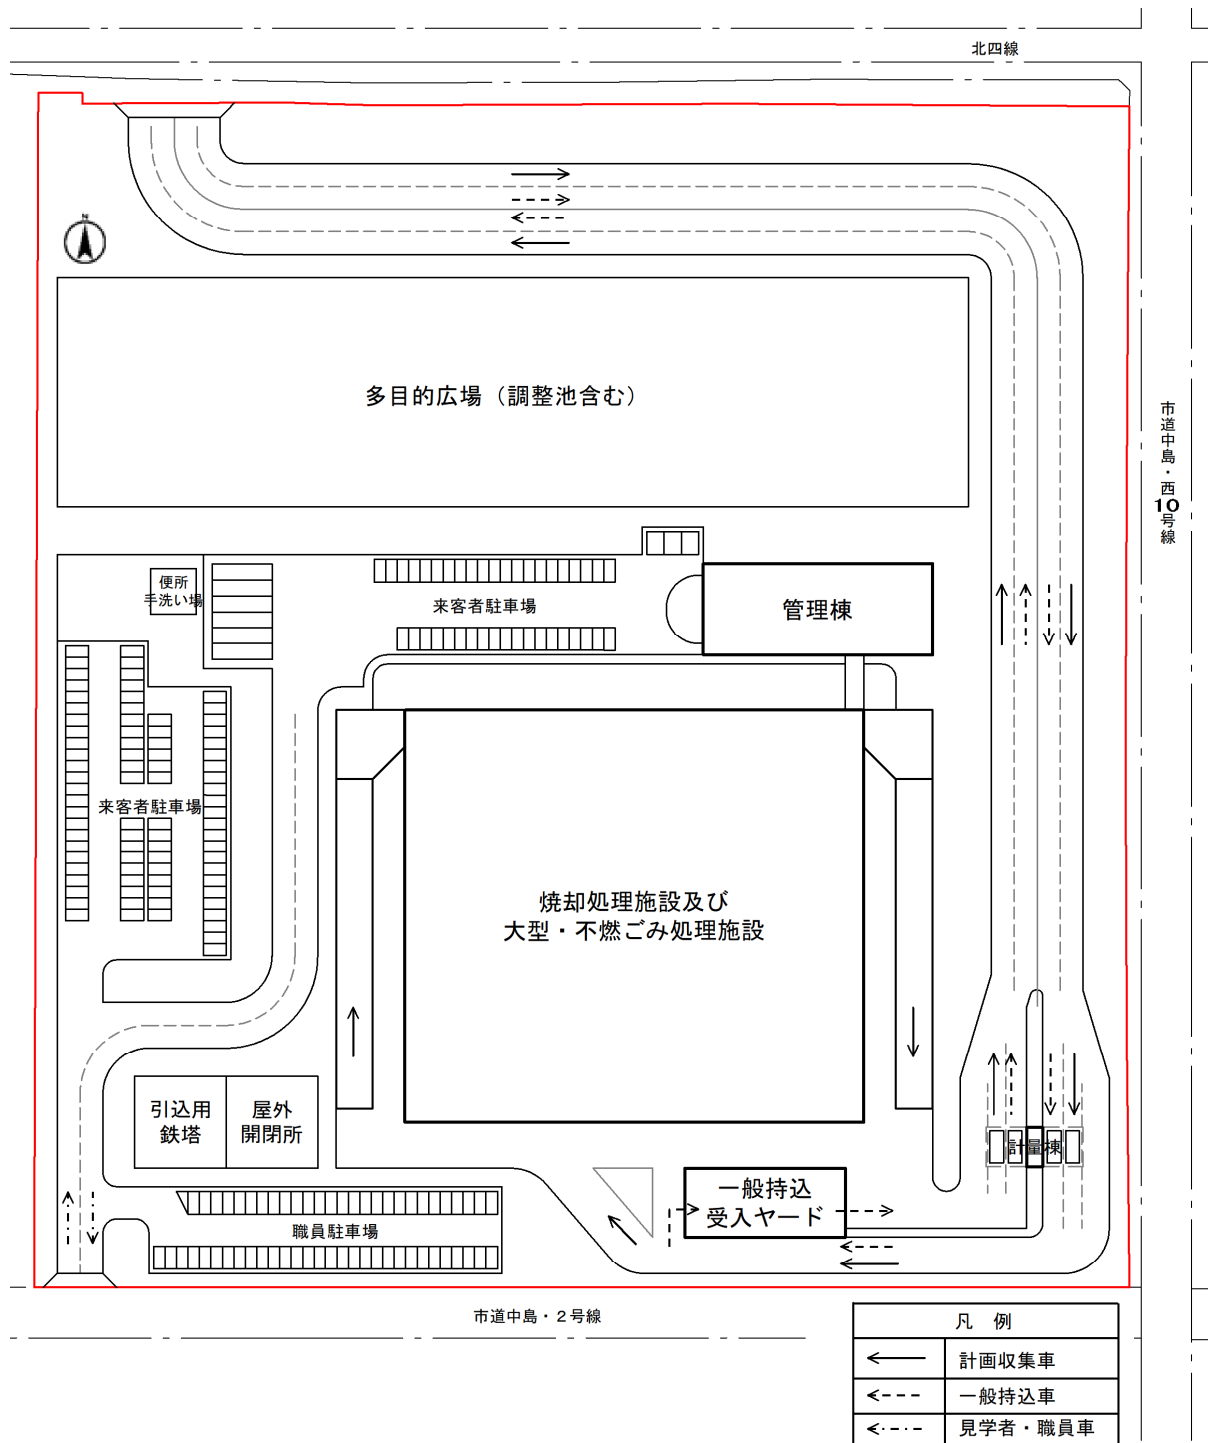 北四線
N
多目的広場（調整池含む）
市道中島・西10号線
便所
手洗い場
来客者駐車場
管理棟
来客者駐車場
焼却処理施設及び
大型・不燃ごみ処理施設
引込用
鉄塔
屋外
開閉所
計量棟
一般持込
受入ヤード
職員駐車場
市道中島・２号線
凡　例
計画収集車
一般持込車
見学者・職員車